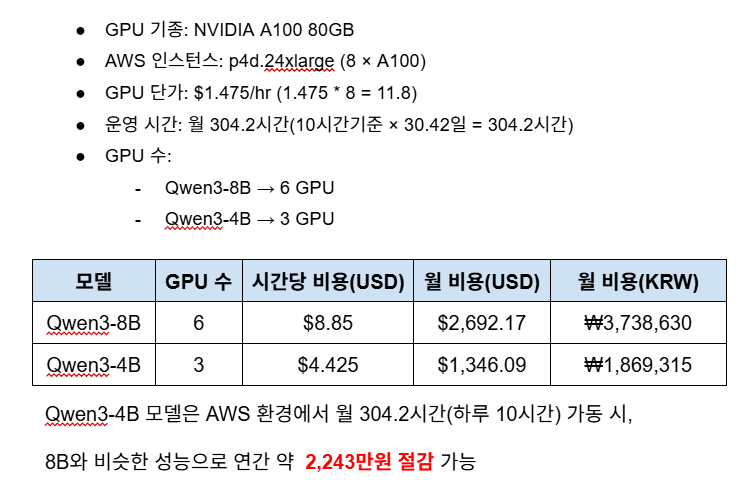 ● GPU 기종: NVIDIA A100 80GB
● AWS 인스턴스: p4d.24xlarge (8 × A100)
● GPU 단가: $1.475/hr (1.475 * 8 = 11.8)
● 운영 시간: 월 304.2시간(10시간기준 × 30.42일 = 304.2시간)
● GPU 수:
- Qwen3-8B → 6 GPU
- Qwen3-4B → 3 GPU
모델 GPU 수 시간당 비용(USD) 월 비용(USD) 월 비용(KRW)
Qwen3-8B 6 $8.85 $2,692.17 ₩3,738,630
Qwen3-4B 3 $4.425 $1,346.09 ₩1,869,315
Qwen3-4B 모델은 AWS 환경에서 월 304.2시간(하루 10시간) 가동 시,
8B와 비슷한 성능으로 연간 약 2,243만원 절감 가능